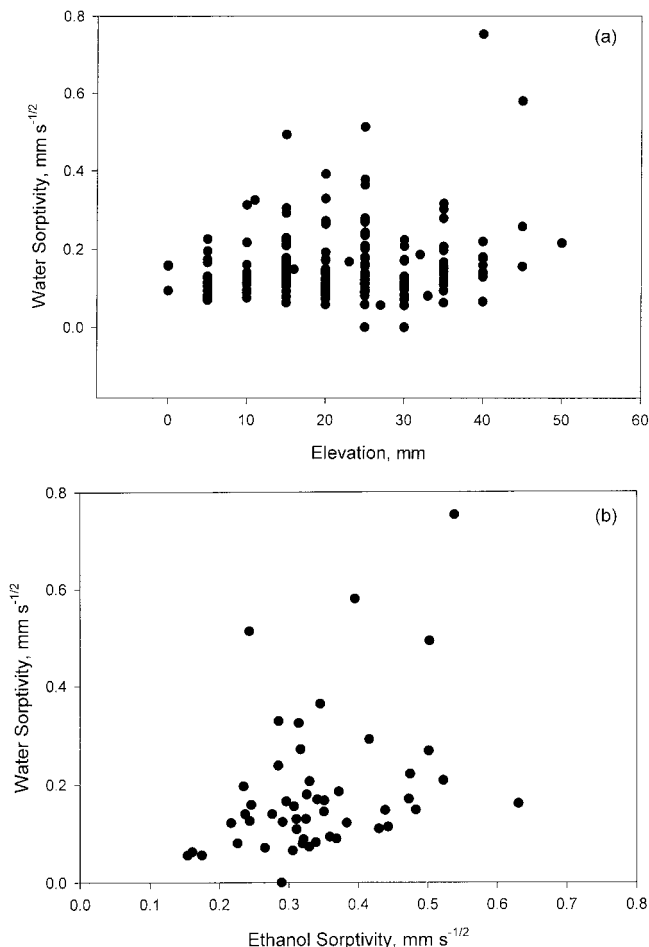 (a)
0.8
0.6
0.4
0.2
0.0
Water Sorptivity, mm s-1/2
0 10 20 30 40 50 60
Elevation, mm
(b)
0.8
0.6
0.4
0.2
0.0
Water Sorptivity, mm s-1/2
0.0 0.1 0.2 0.3 0.4 0.5 0.6 0.7 0.8
Ethanol Sorptivity, mm s-1/2